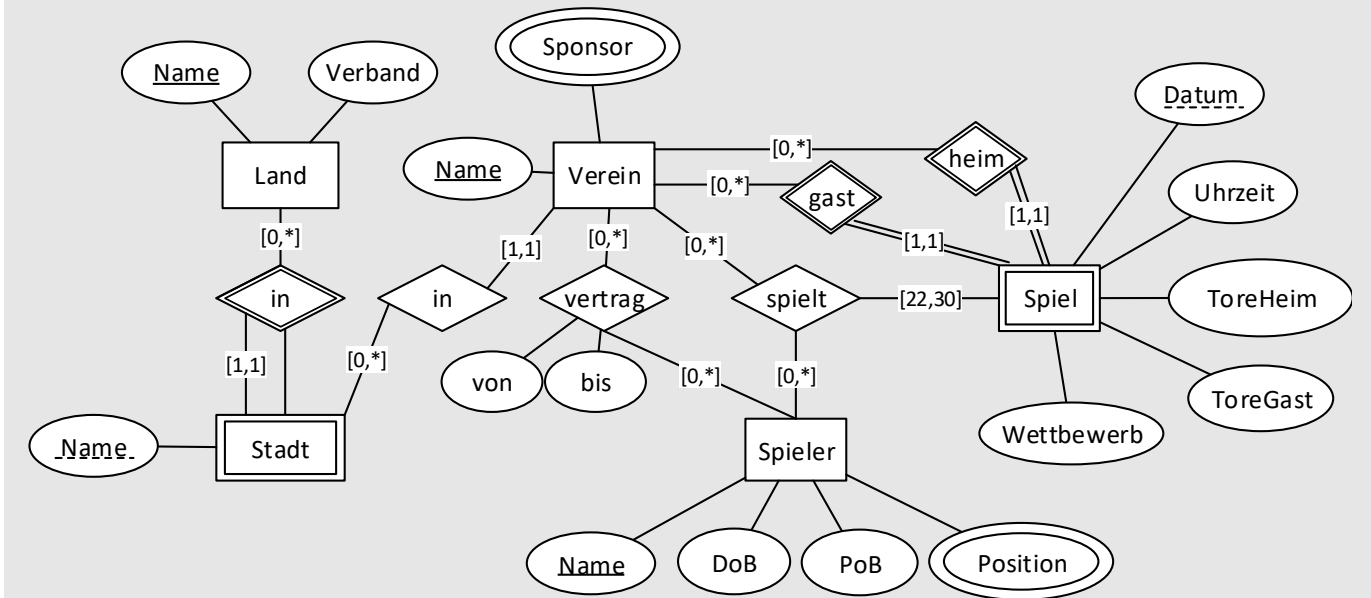 Sponsor
Name
Verband
Datum
Land
Name
Verein
[0,*]
heim
[0,*]
gast
Uhrzeit
[0,*]
[1,1]
[0,*]
[0,*]
[1,1]
[1,1]
in
in
vertrag
spielt
[22,30]
Spiel
ToreHeim
[1,1]
[0,*]
von
bis
[0,*]
[0,*]
ToreGast
Name
Stadt
Spieler
Wettbewerb
Name
DoB
PoB
Position